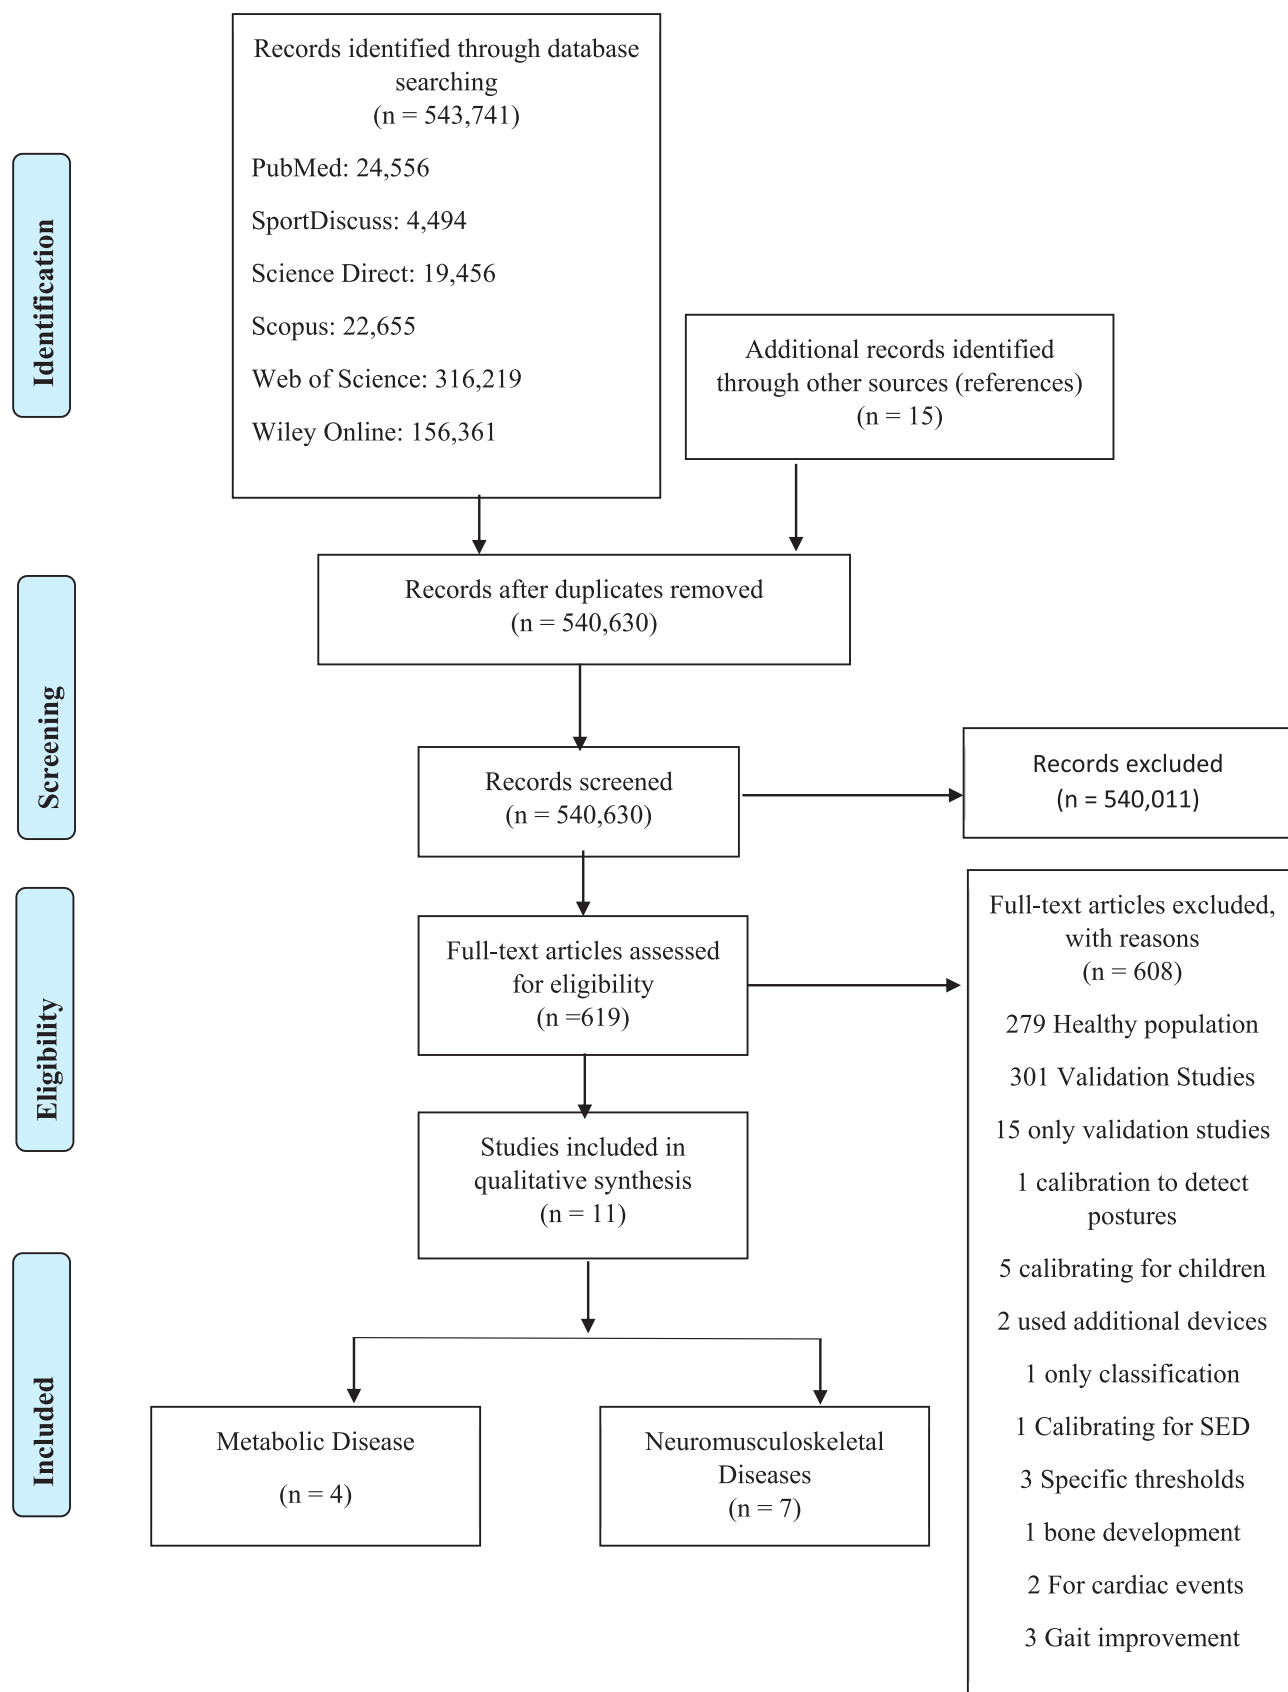 Identification
Records identified through database
searching
(n = 543,741)
PubMed: 24,556
SportDiscuss: 4,494
Science Direct: 19,456
Scopus: 22,655
Web of Science: 316,219
Wiley Online: 156,361
Additional records identified
through other sources (references)
(n = 15)
Screening
Records after duplicates removed
(n = 540,630)
Records screened
(n = 540,630)
Records excluded
(n = 540,011)
Eligibility
Full-text articles assessed
for eligibility
(n =619)
Full-text articles excluded,
with reasons
(n = 608)
279 Healthy population
301 Validation Studies
15 only validation studies
1 calibration to detect
postures
5 calibrating for children
2 used additional devices
1 only classification
1 Calibrating for SED
3 Specific thresholds
1 bone development
2 For cardiac events
3 Gait improvement
Studies included in
qualitative synthesis
(n = 11)
Included
Metabolic Disease
(n = 4)
Neuromusculoskeletal
Diseases
(n = 7)